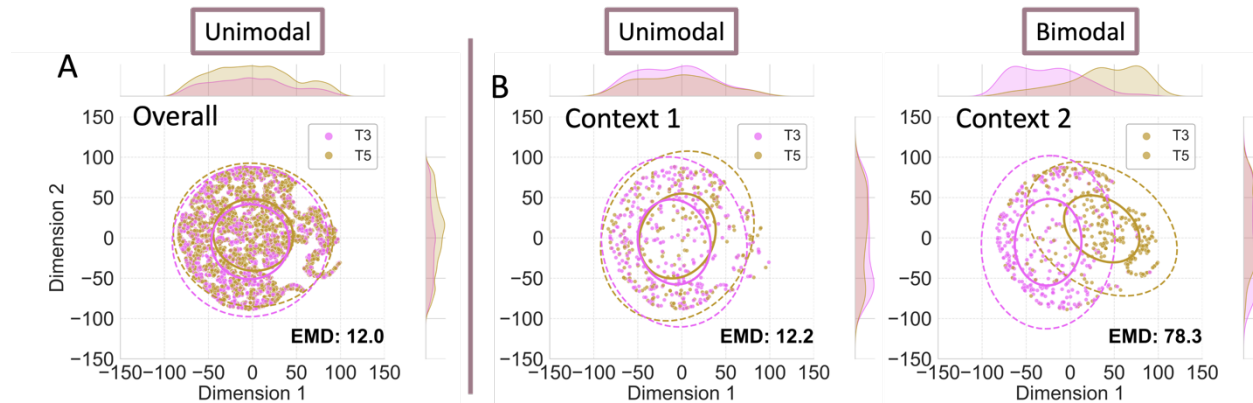 Unimodal
Unimodal
Bimodal
A
Overall
T3
T5
150
100
50
0
−50
−100
−150
Dimension 2
EMD: 12.0
−150−100 −50 0 50 100 150
Dimension 1
B
Context 1
T3
T5
150
100
50
0
−50
−100
−150
EMD: 12.2
−150−100 −50 0 50 100 150
Dimension 1
Context 2
T3
T5
150
100
50
0
−50
−100
−150
EMD: 78.3
−150−100 −50 0 50 100 150
Dimension 1